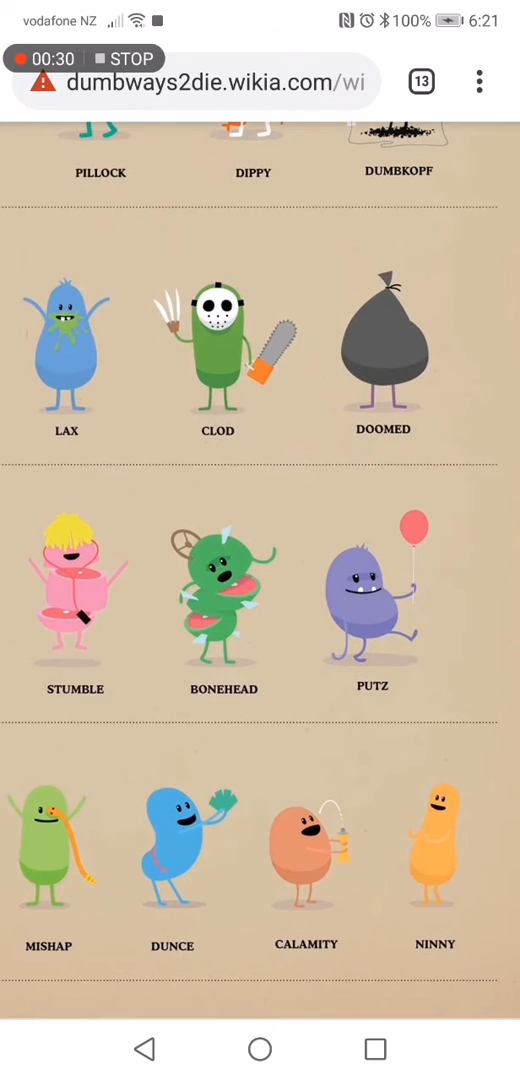 vodafone NZ 100% 6:21
00:30 STOP
dumbways2die.wikia.com/wi 13
PILLOCK DIPPY DUMBKOPF
LAX CLOD DOOMED
STUMBLE BONEHEAD PUTZ
MISHAP DUNCE CALAMITY NINNY